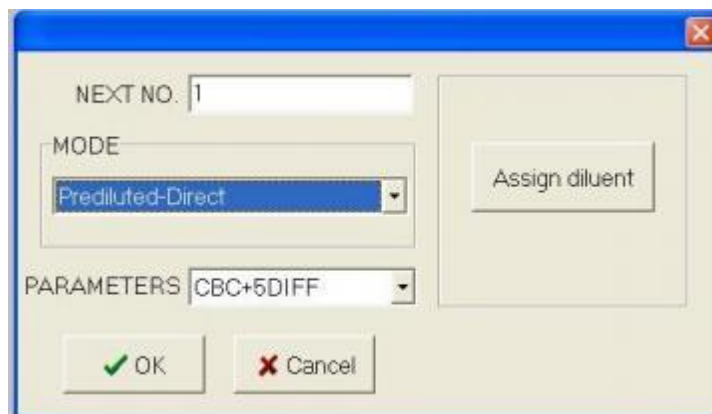 NEXT NO. 1
MODE
Prediluted-Direct
Assign diluent
PARAMETERS CBC+5DIFF
OK Cancel